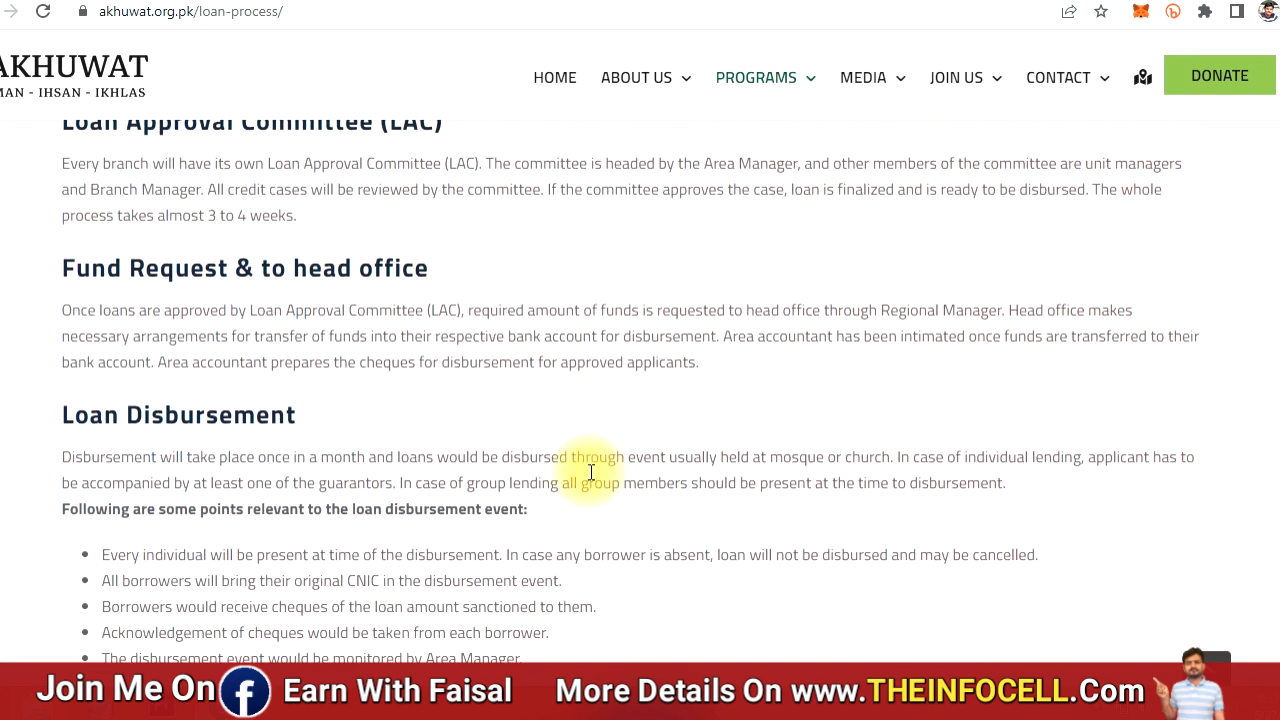 akhuwat.org.pk/loan-process/
AKHUWAT
MAN - IHSAN - IKHLAS
HOME ABOUT US PROGRAMS MEDIA JOIN US CONTACT DONATE
Loan Approval Committee (LAC)
Every branch will have its own Loan Approval Committee (LAC). The committee is headed by the Area Manager, and other members of the committee are unit managers
and Branch Manager. All credit cases will be reviewed by the committee. If the committee approves the case, loan is finalized and is ready to be disbursed. The whole
process takes almost 3 to 4 weeks.
Fund Request & to head office
Once loans are approved by Loan Approval Committee (LAC), required amount of funds is requested to head office through Regional Manager. Head office makes
necessary arrangements for transfer of funds into their respective bank account for disbursement. Area accountant has been intimated once funds are transferred to their
bank account. Area accountant prepares the cheques for disbursement for approved applicants.
Loan Disbursement
Disbursement will take place once in a month and loans would be disbursed through event usually held at mosque or church. In case of individual lending, applicant has to
be accompanied by at least one of the guarantors. In case of group lending all group members should be present at the time to disbursement.
Following are some points relevant to the loan disbursement event:
Every individual will be present at time of the disbursement. In case any borrower is absent, loan will not be disbursed and may be cancelled.
All borrowers will bring their original CNIC in the disbursement event.
Borrowers would receive cheques of the loan amount sanctioned to them.
Acknowledgement of cheques would be taken from each borrower.
The disbursement event would be monitored by Area Manager.
Join Me On f Earn With Faisal More Details On www.THEINFOCELL.Com